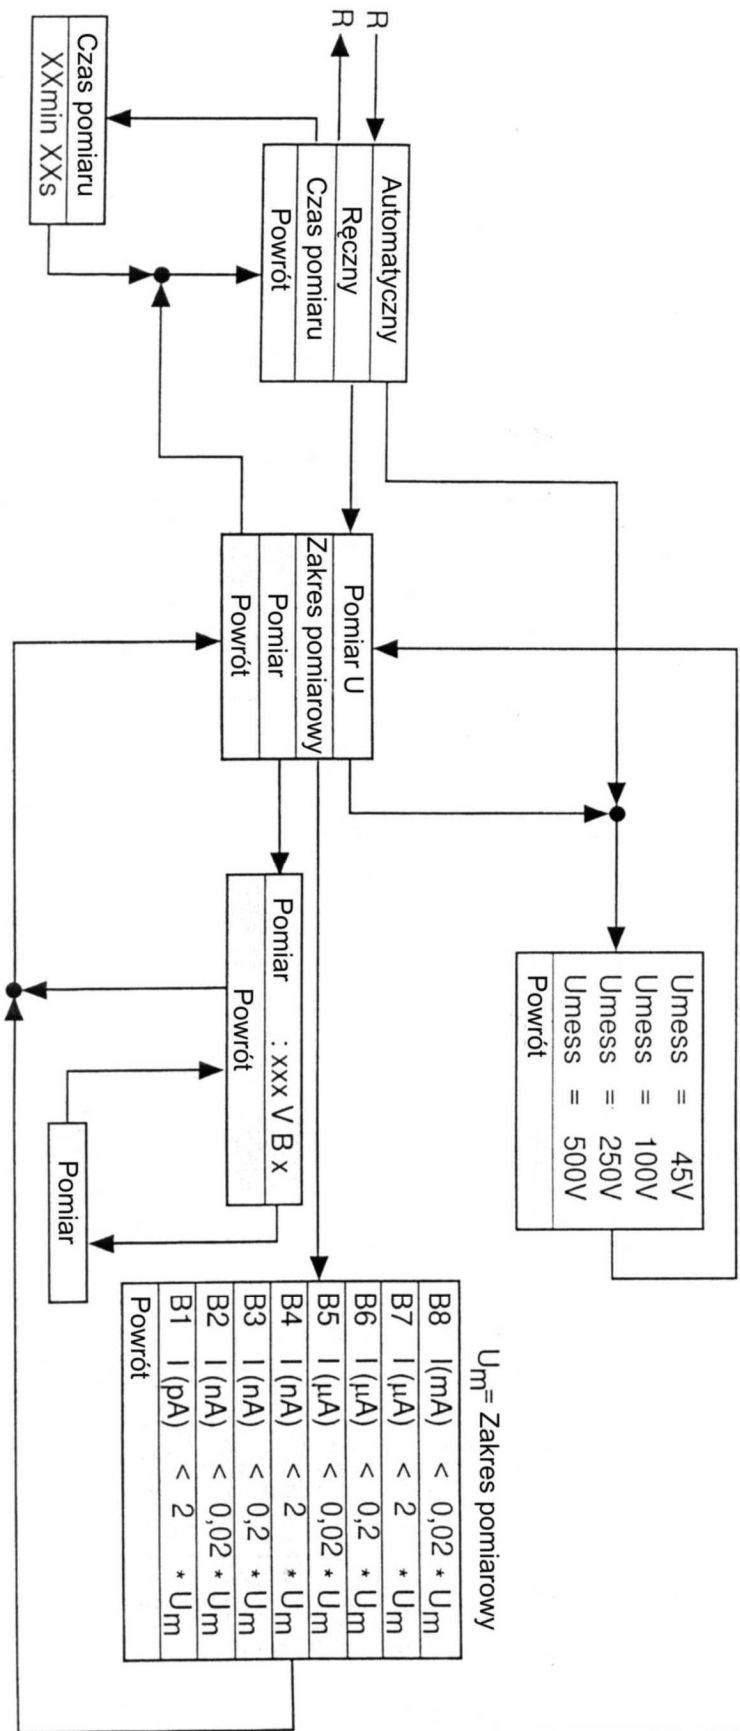 R
R
Automatyczny
Ręczny
Czas pomiaru
Powrót
Czas pomiaru
XXmin XXs
Pomiar U
Zakres pomiarowy
Pomiar
Powrót
Umess = 45V
Umess = 100V
Umess = 250V
Umess = 500V
Powrót
Pomiar : xxx V B x
Powrót
Pomiar
Um= Zakres pomiarowy
B8 I(mA) < 0,02 * Um
B7 I(μA) < 2 * Um
B6 I(μA) < 0,2 * Um
B5 I(μA) < 0,02 * Um
B4 I(nA) < 2 * Um
B3 I(nA) < 0,2 * Um
B2 I(nA) < 0,02 * Um
B1 I(pA) < 2 * Um
Powrót